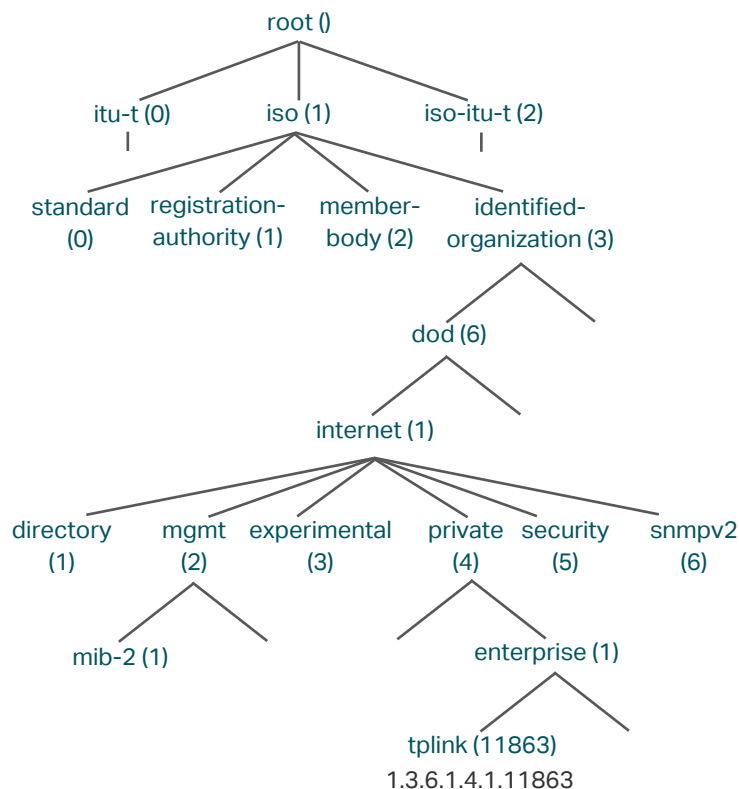 root ()
itu-t (0) iso (1) iso-itu-t (2)
standard
(0)
registration-
authority (1)
member-
body (2)
identified-
organization (3)
dod (6)
internet (1)
directory
(1)
mgmt
(2)
experimental
(3)
private
(4)
security
(5)
snmpv2
(6)
mib-2 (1)
enterprise (1)
tplink (11863)
1.3.6.1.4.1.11863